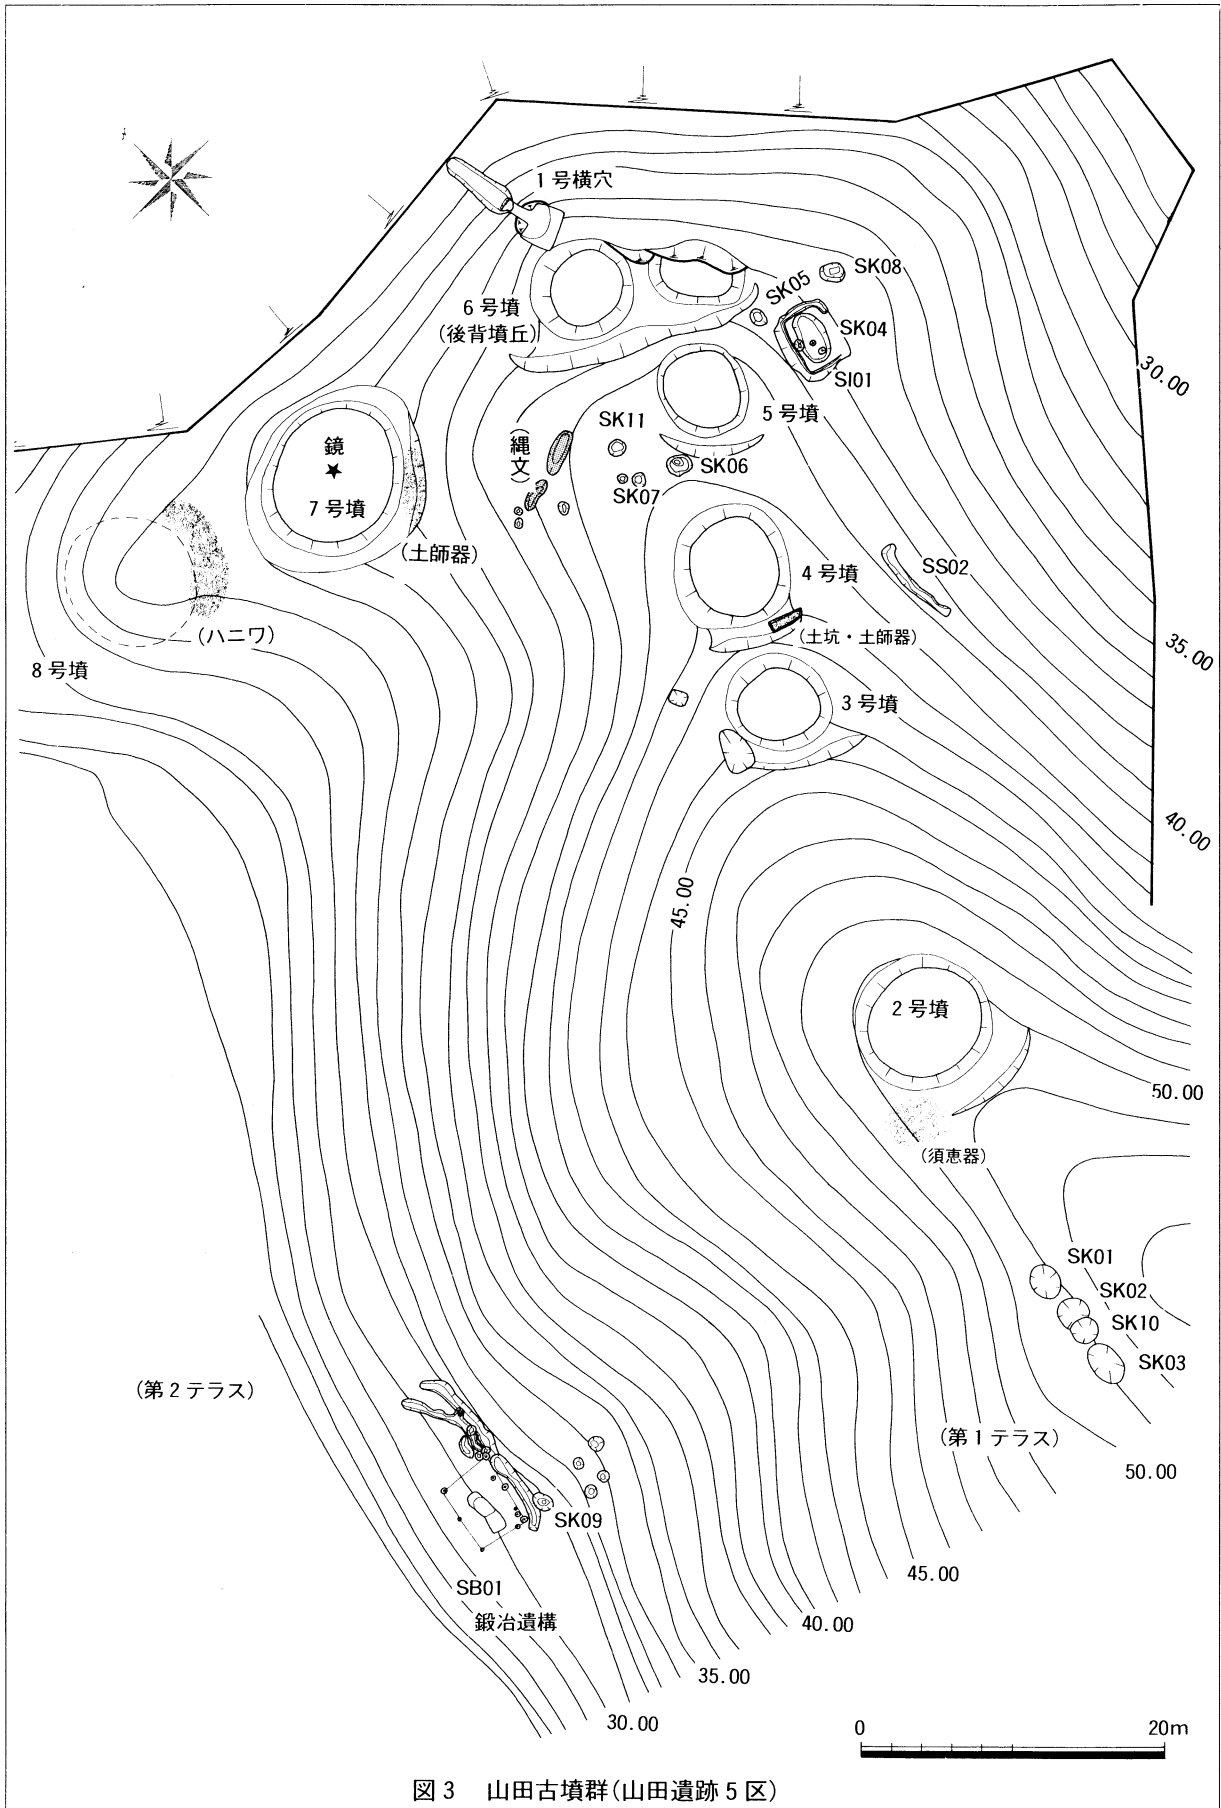 1号横穴
SK08
SK05
6号墳
(後背墳丘)
SK04
SI01
30.00
5号墳
鏡
★
7号墳
(縄文)
SK11
SK06
SK07
(土師器)
4号墳
SS02
(ハニワ)
(土坑・土師器)
8号墳
35.00
3号墳
40.00
45.00
2号墳
50.00
(須恵器)
SK01
SK02
SK10
SK03
(第2テラス)
(第1テラス)
50.00
SK09
45.00
SB01
鍛冶遺構
40.00
35.00
30.00
0 20m
図3 山田古墳群(山田遺跡5区)